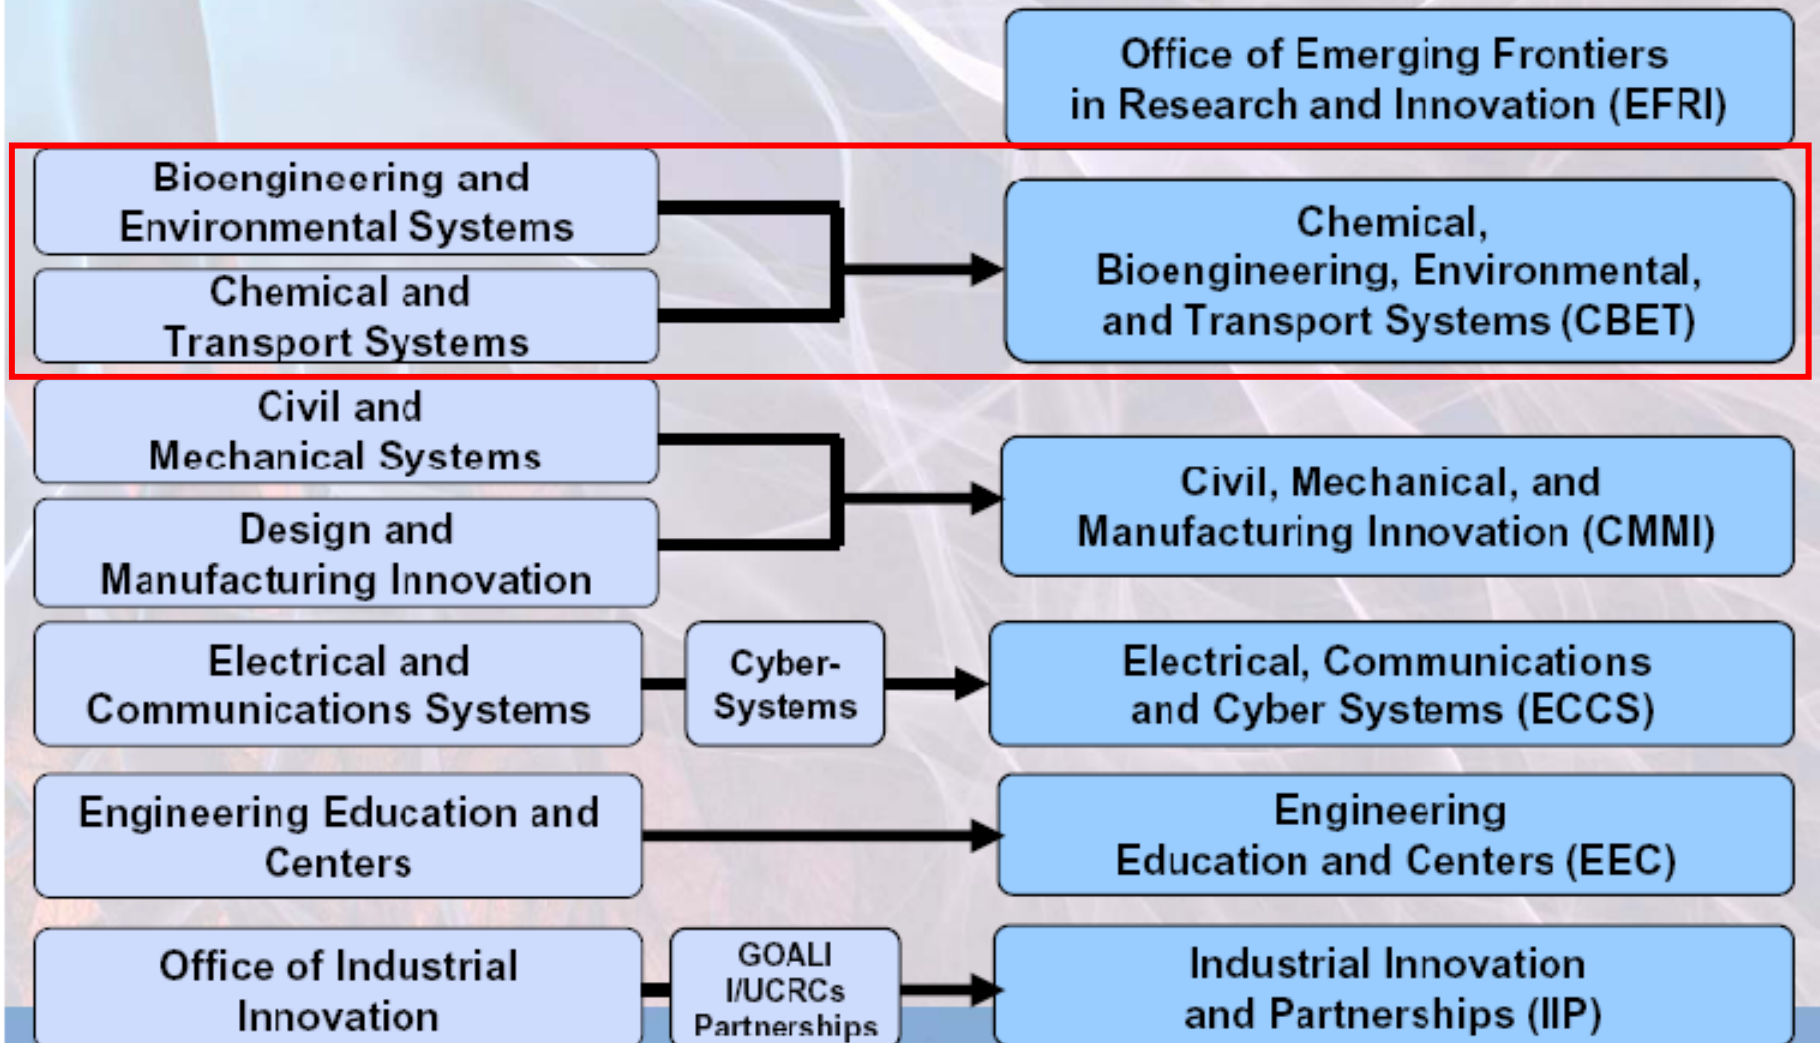 Office of Emerging Frontiers
in Research and Innovation (EFRI)
Bioengineering and
Environmental Systems
Chemical and
Transport Systems
Chemical,
Bioengineering, Environmental,
and Transport Systems (CBET)
Civil and
Mechanical Systems
Design and
Manufacturing Innovation
Civil, Mechanical, and
Manufacturing Innovation (CMMI)
Electrical and
Communications Systems
Cyber-
Systems
Electrical, Communications
and Cyber Systems (ECCS)
Engineering Education and
Centers
Engineering
Education and Centers (EEC)
Office of Industrial
Innovation
GOALI
I/UCRCs
Partnerships
Industrial Innovation
and Partnerships (IIP)